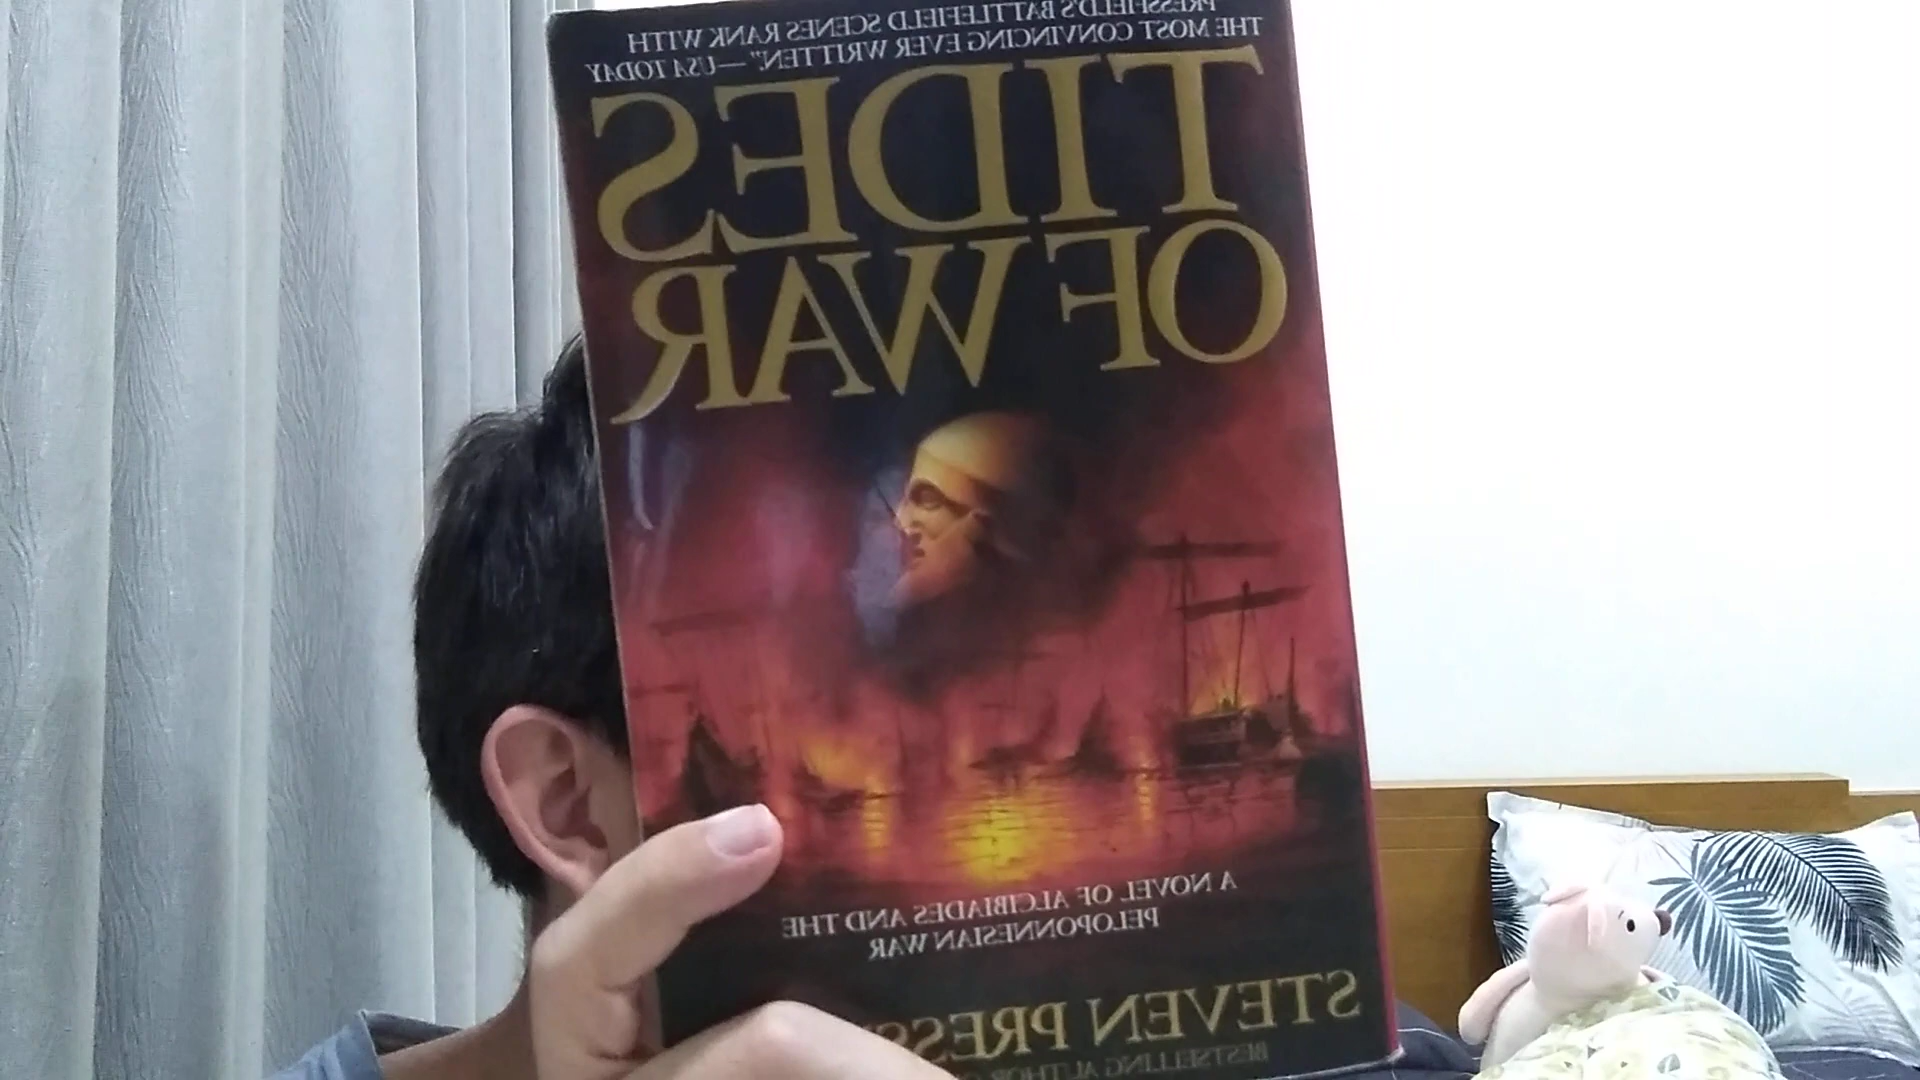 PRESSFIELD'S BATTLEFIELD SCENES RANK WITH
THE MOST CONVINCING EVER WRITTEN." —USA TODAY
TIDES
OF WAR
A NOVEL OF ALCIBIADES AND THE
PELOPONNESIAN WAR
STEVEN
BESTSELLING AUTHOR